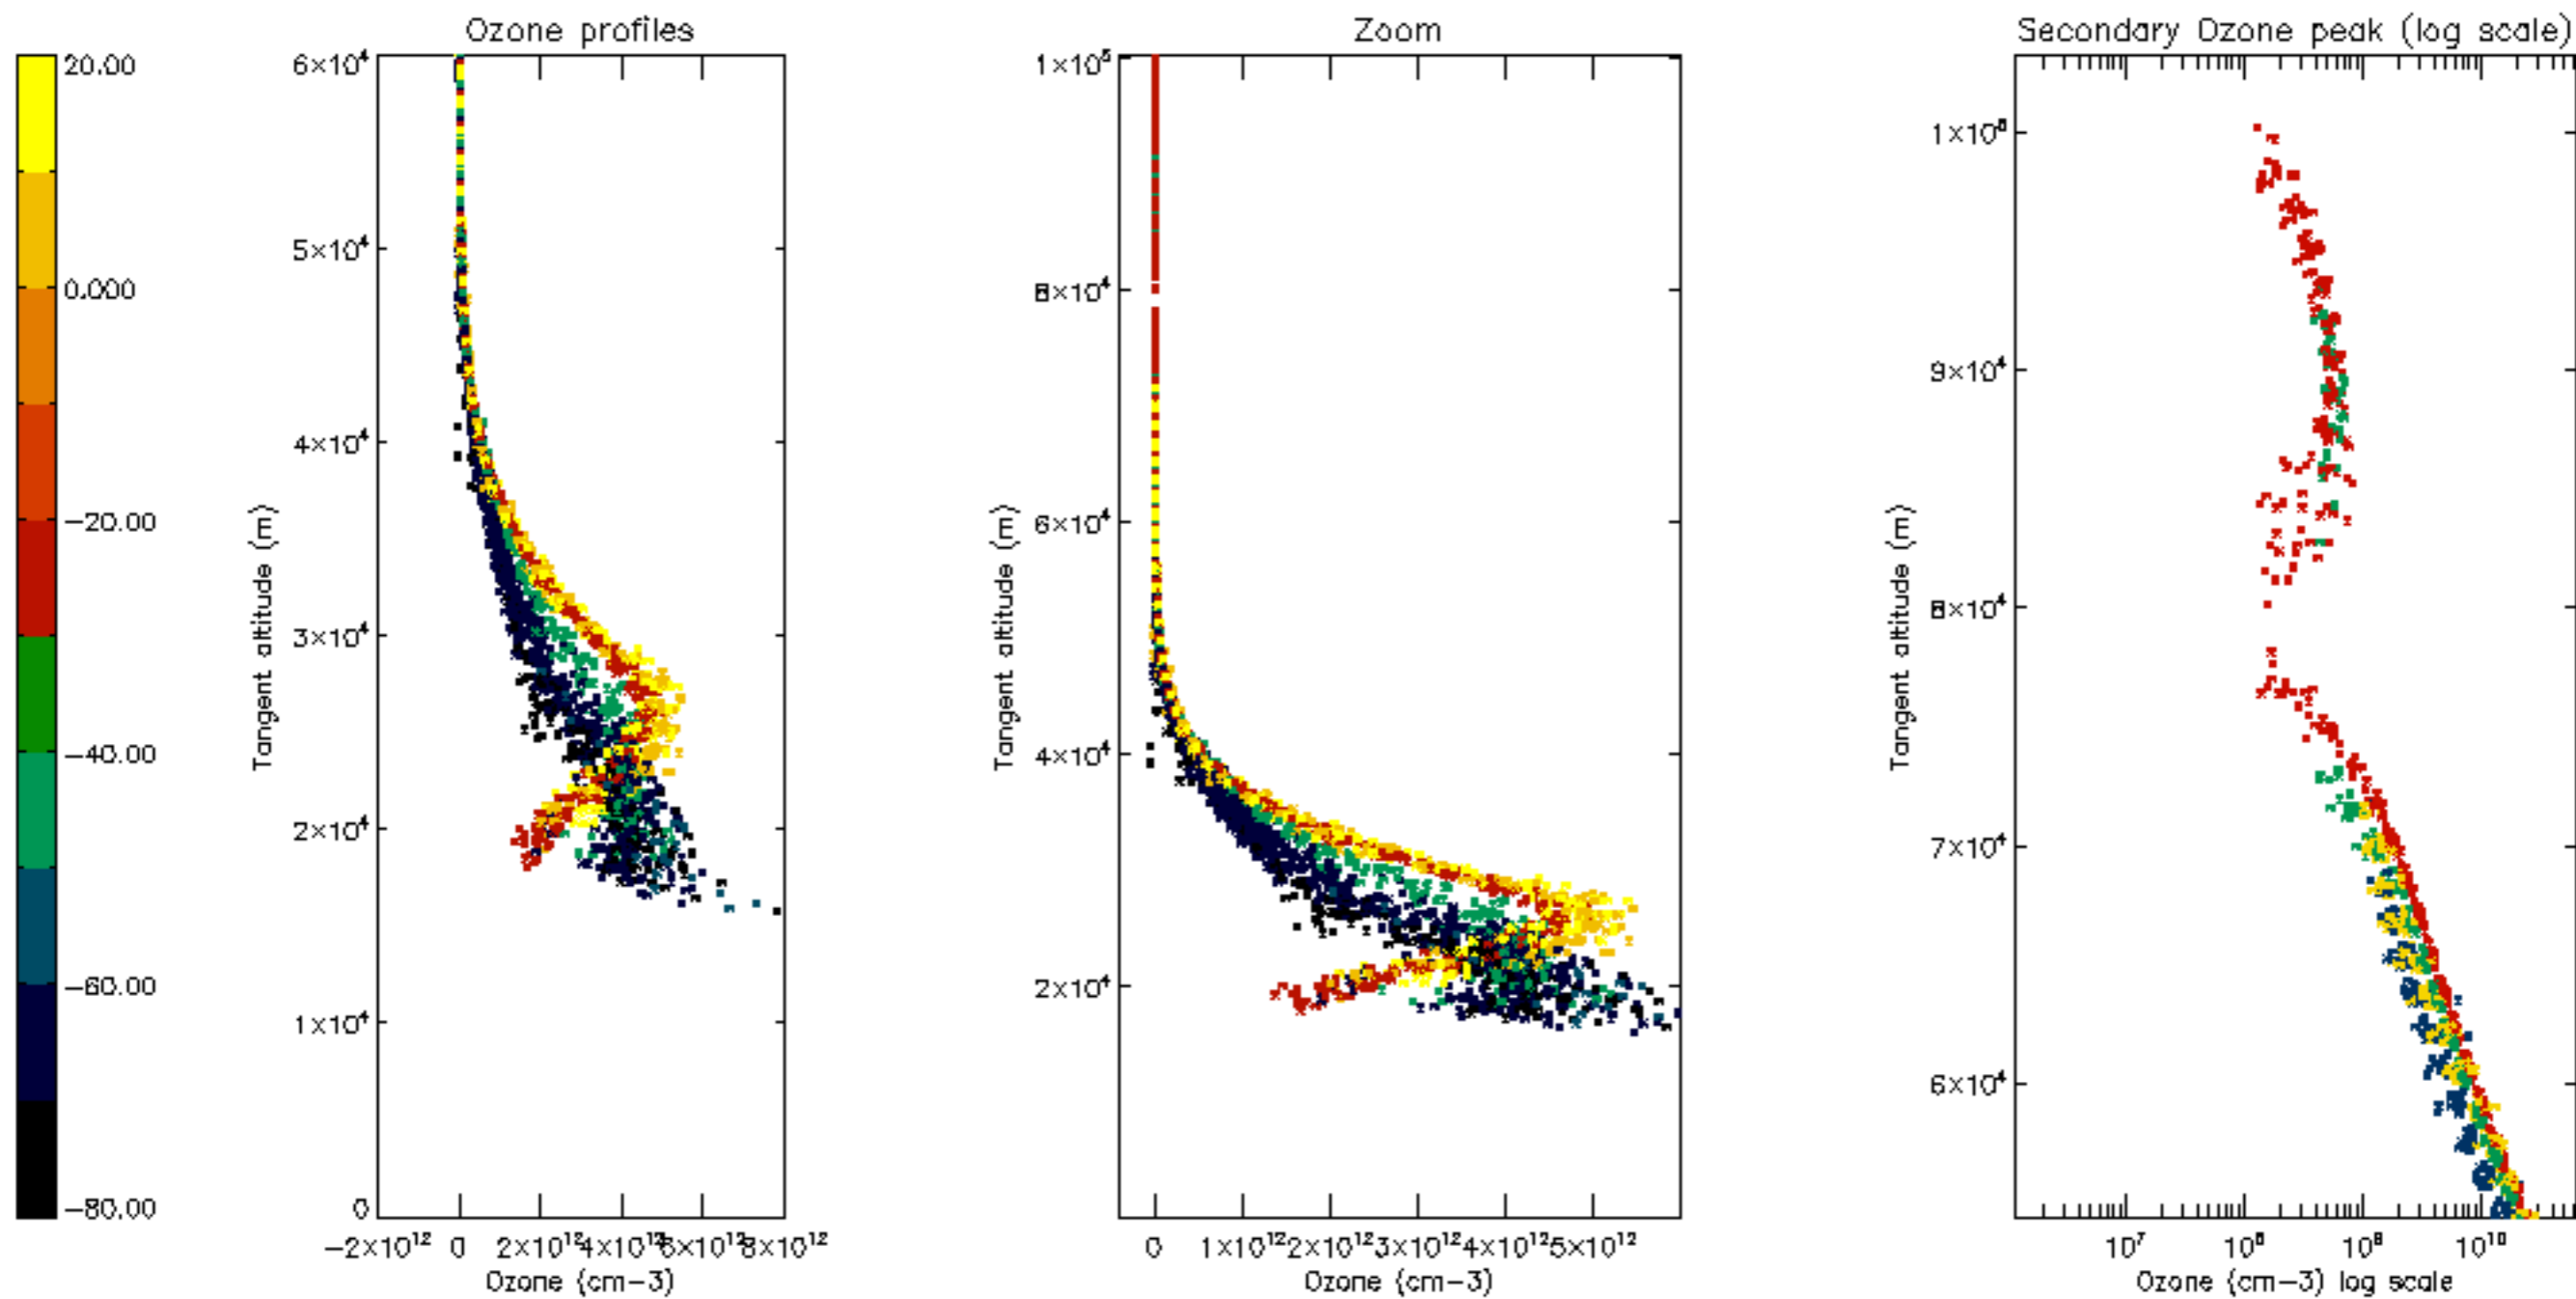 Ozone profiles
Zoom
Secondary Ozone peak (log scale)
20.00
0.000
−20.00
−40.00
−60.00
−80.00
6×10⁴
5×10⁴
4×10⁴
3×10⁴
2×10⁴
1×10⁴
0
Tangent altitude (m)
−2×10¹² 0 2×10¹² 4×10¹² 6×10¹² 8×10¹²
Ozone (cm−3)
1×10⁵
8×10⁴
6×10⁴
4×10⁴
2×10⁴
Tangent altitude (m)
0 1×10¹² 2×10¹² 3×10¹² 4×10¹² 5×10¹²
Ozone (cm−3)
9×10⁴
8×10⁴
7×10⁴
6×10⁴
Tangent altitude (m)
10⁷ 10⁸ 10⁹ 10¹⁰
Ozone (cm−3) log scale